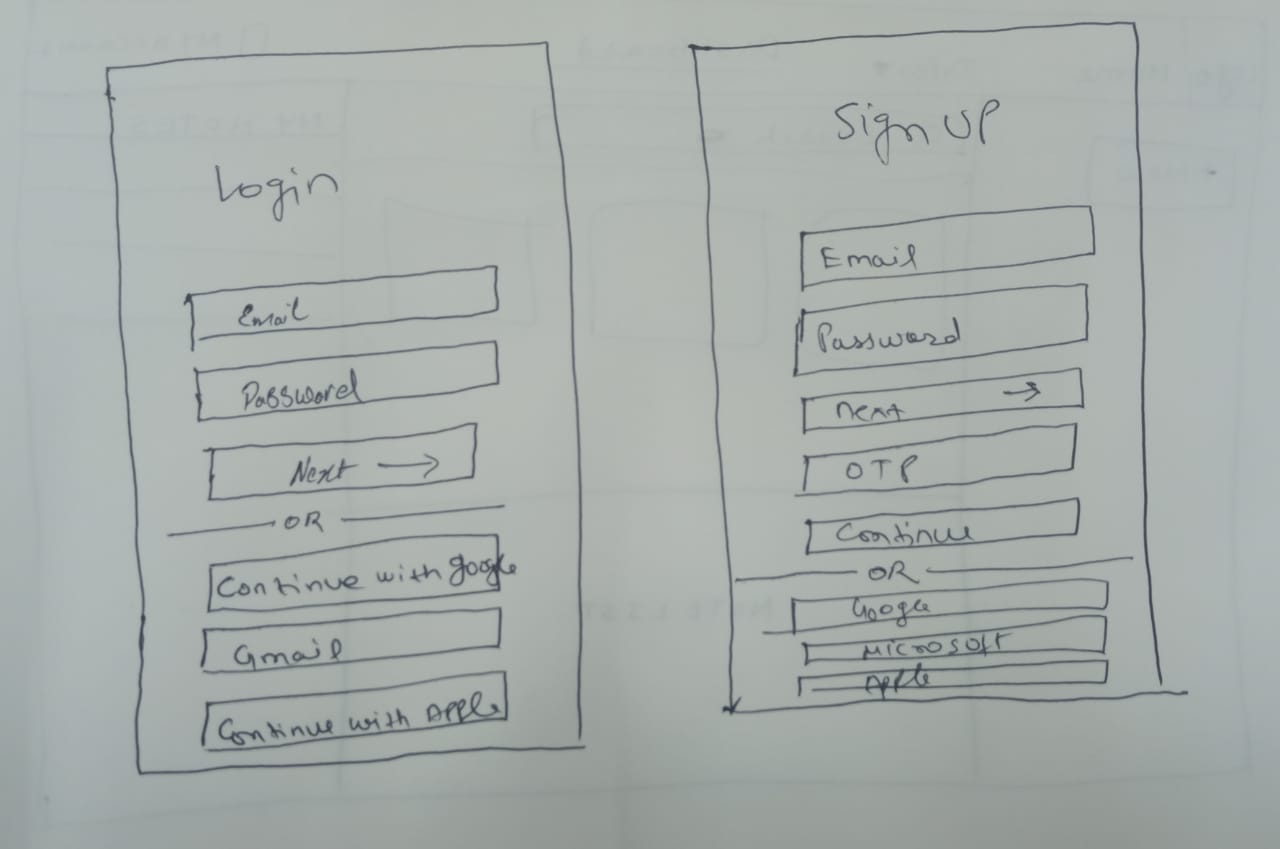 Login
Email
Password
Next →
OR
Continue with google
Gmail
Continue with Apple
Sign UP
Email
Password
next →
OTP
Continue
OR
Google
Microsoft
Apple